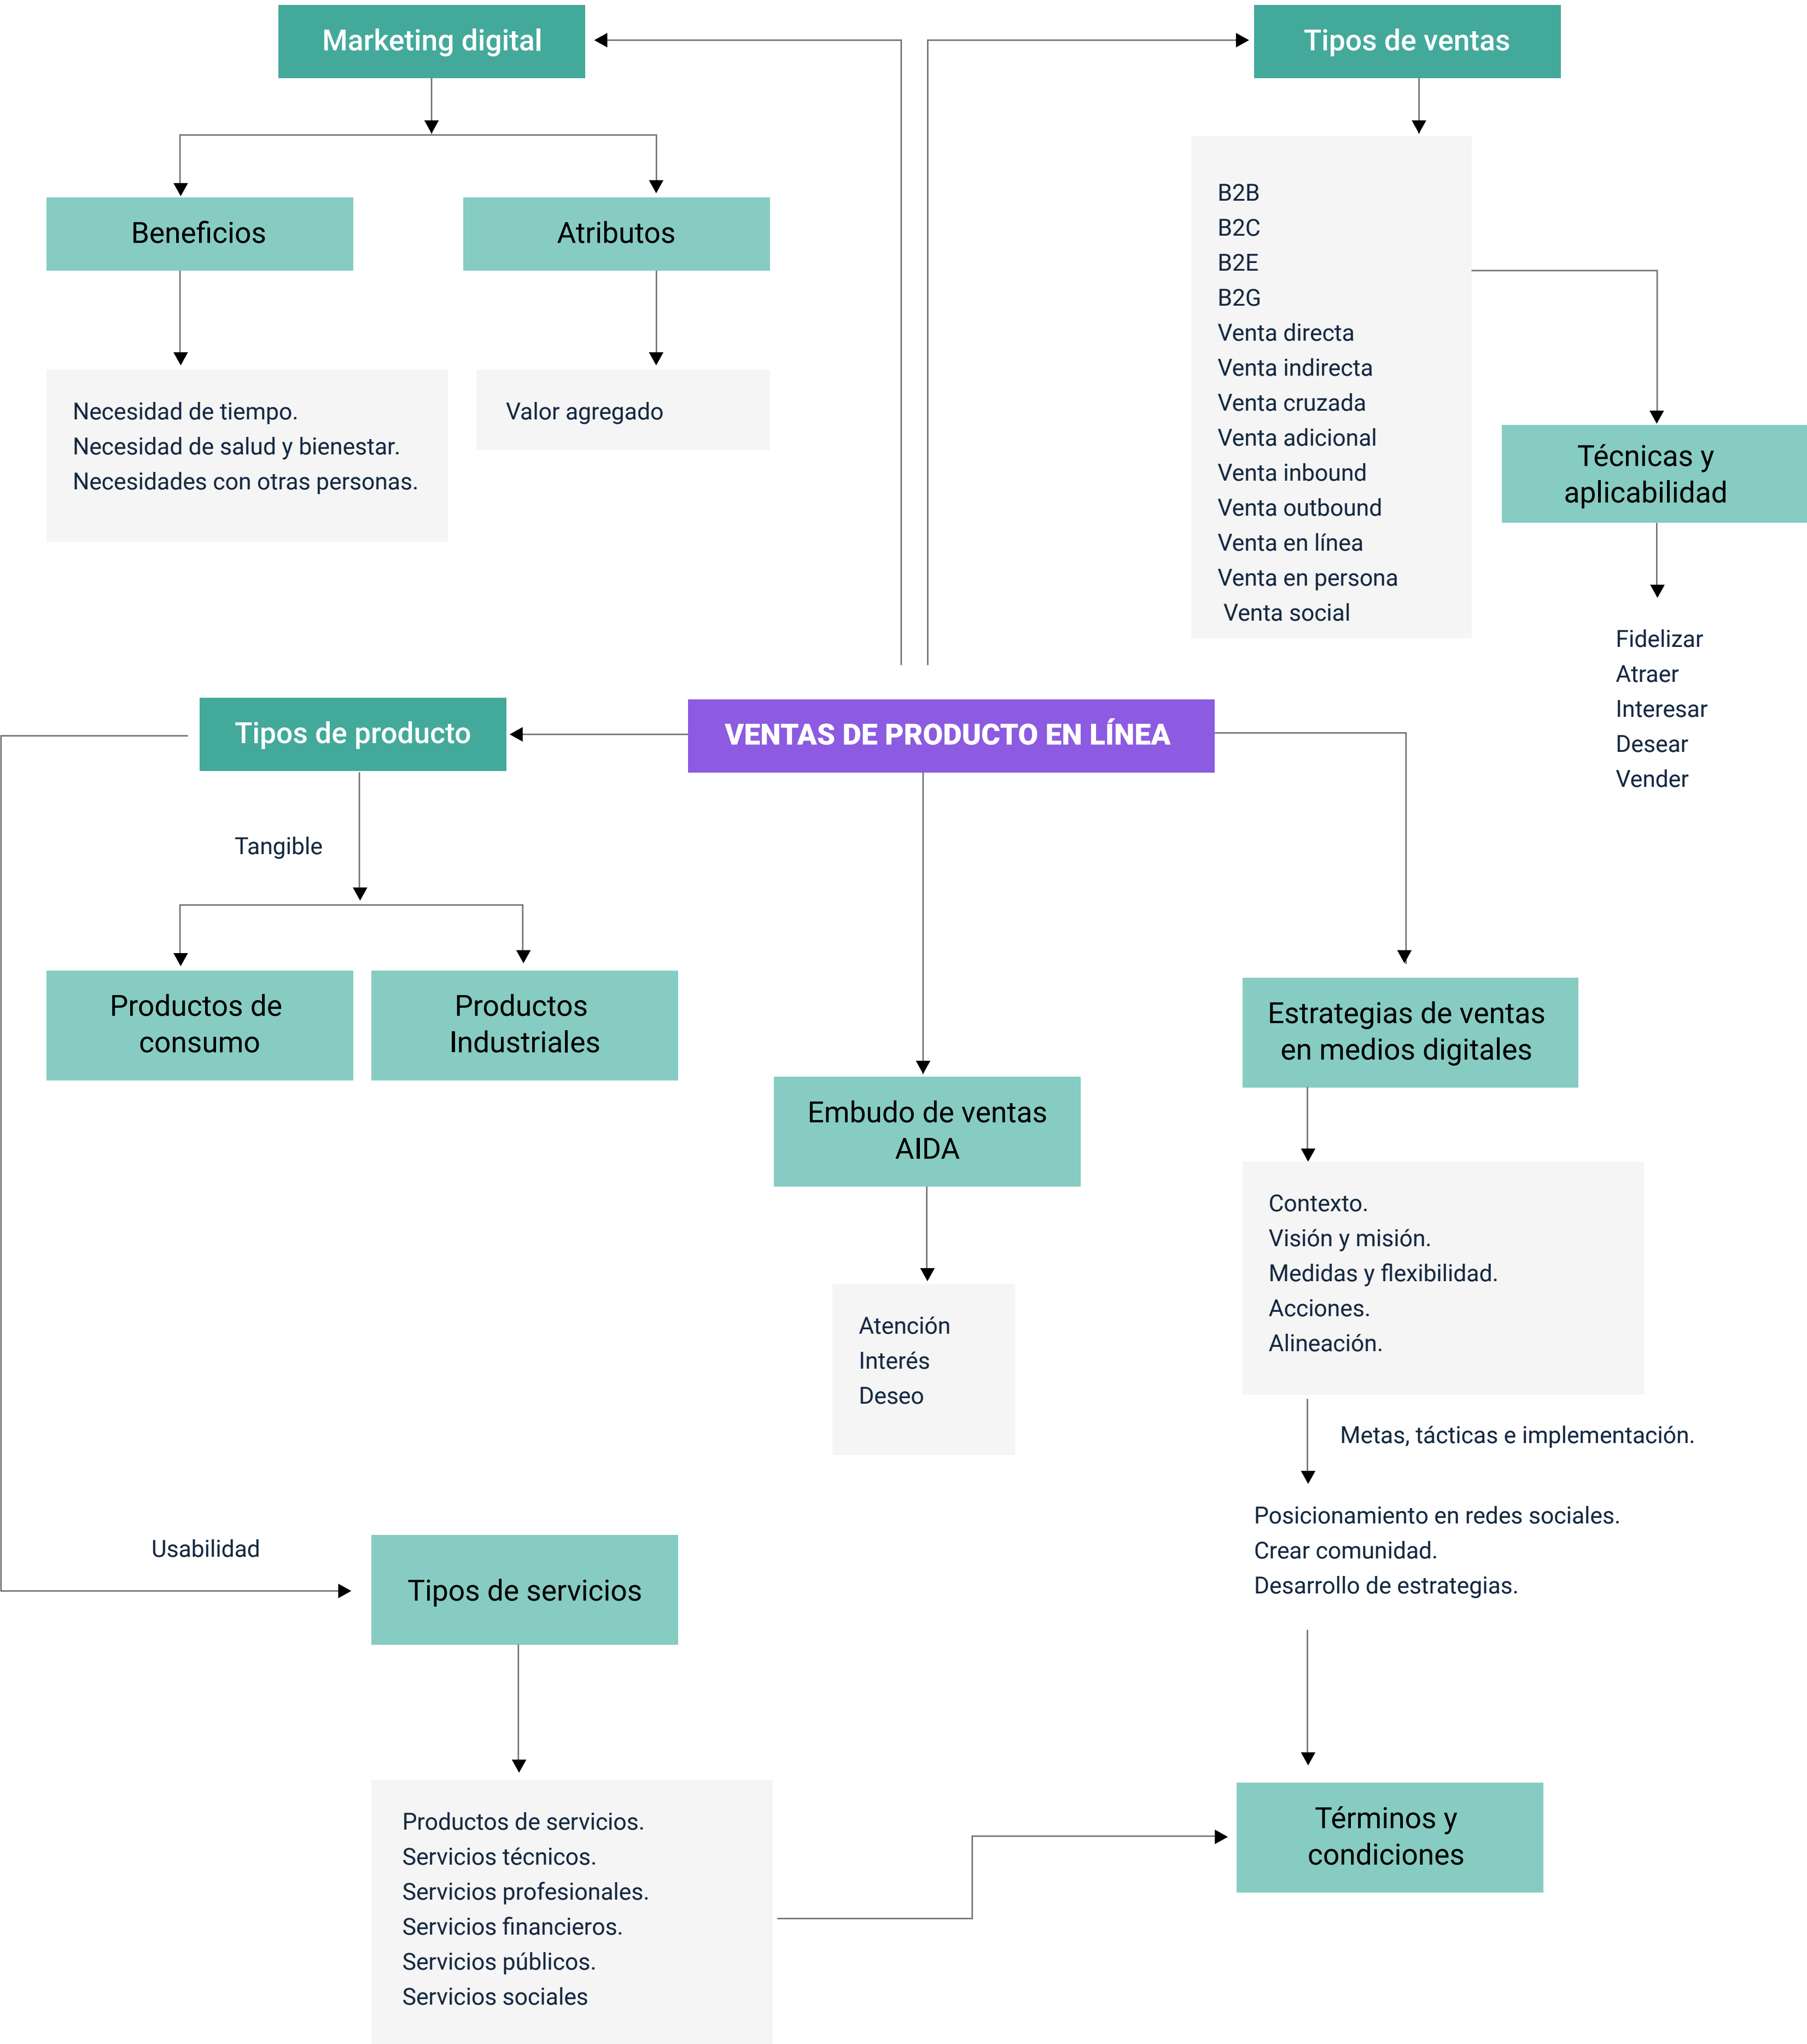 Marketing digital
Tipos de ventas
Beneficios
Atributos
Necesidad de tiempo.
Necesidad de salud y bienestar.
Necesidades con otras personas.
Valor agregado
B2B
B2C
B2E
B2G
Venta directa
Venta indirecta
Venta cruzada
Venta adicional
Venta inbound
Venta outbound
Venta en línea
Venta en persona
Venta social
Técnicas y
aplicabilidad
Fidelizar
Atraer
Interesar
Desear
Vender
Tipos de producto
VENTAS DE PRODUCTO EN LÍNEA
Tangible
Productos de
consumo
Productos
Industriales
Embudo de ventas
AIDA
Atención
Interés
Deseo
Estrategias de ventas
en medios digitales
Contexto.
Visión y misión.
Medidas y flexibilidad.
Acciones.
Alineación.
Metas, tácticas e implementación.
Posicionamiento en redes sociales.
Crear comunidad.
Desarrollo de estrategias.
Usabilidad
Tipos de servicios
Productos de servicios.
Servicios técnicos.
Servicios profesionales.
Servicios financieros.
Servicios públicos.
Servicios sociales
Términos y
condiciones